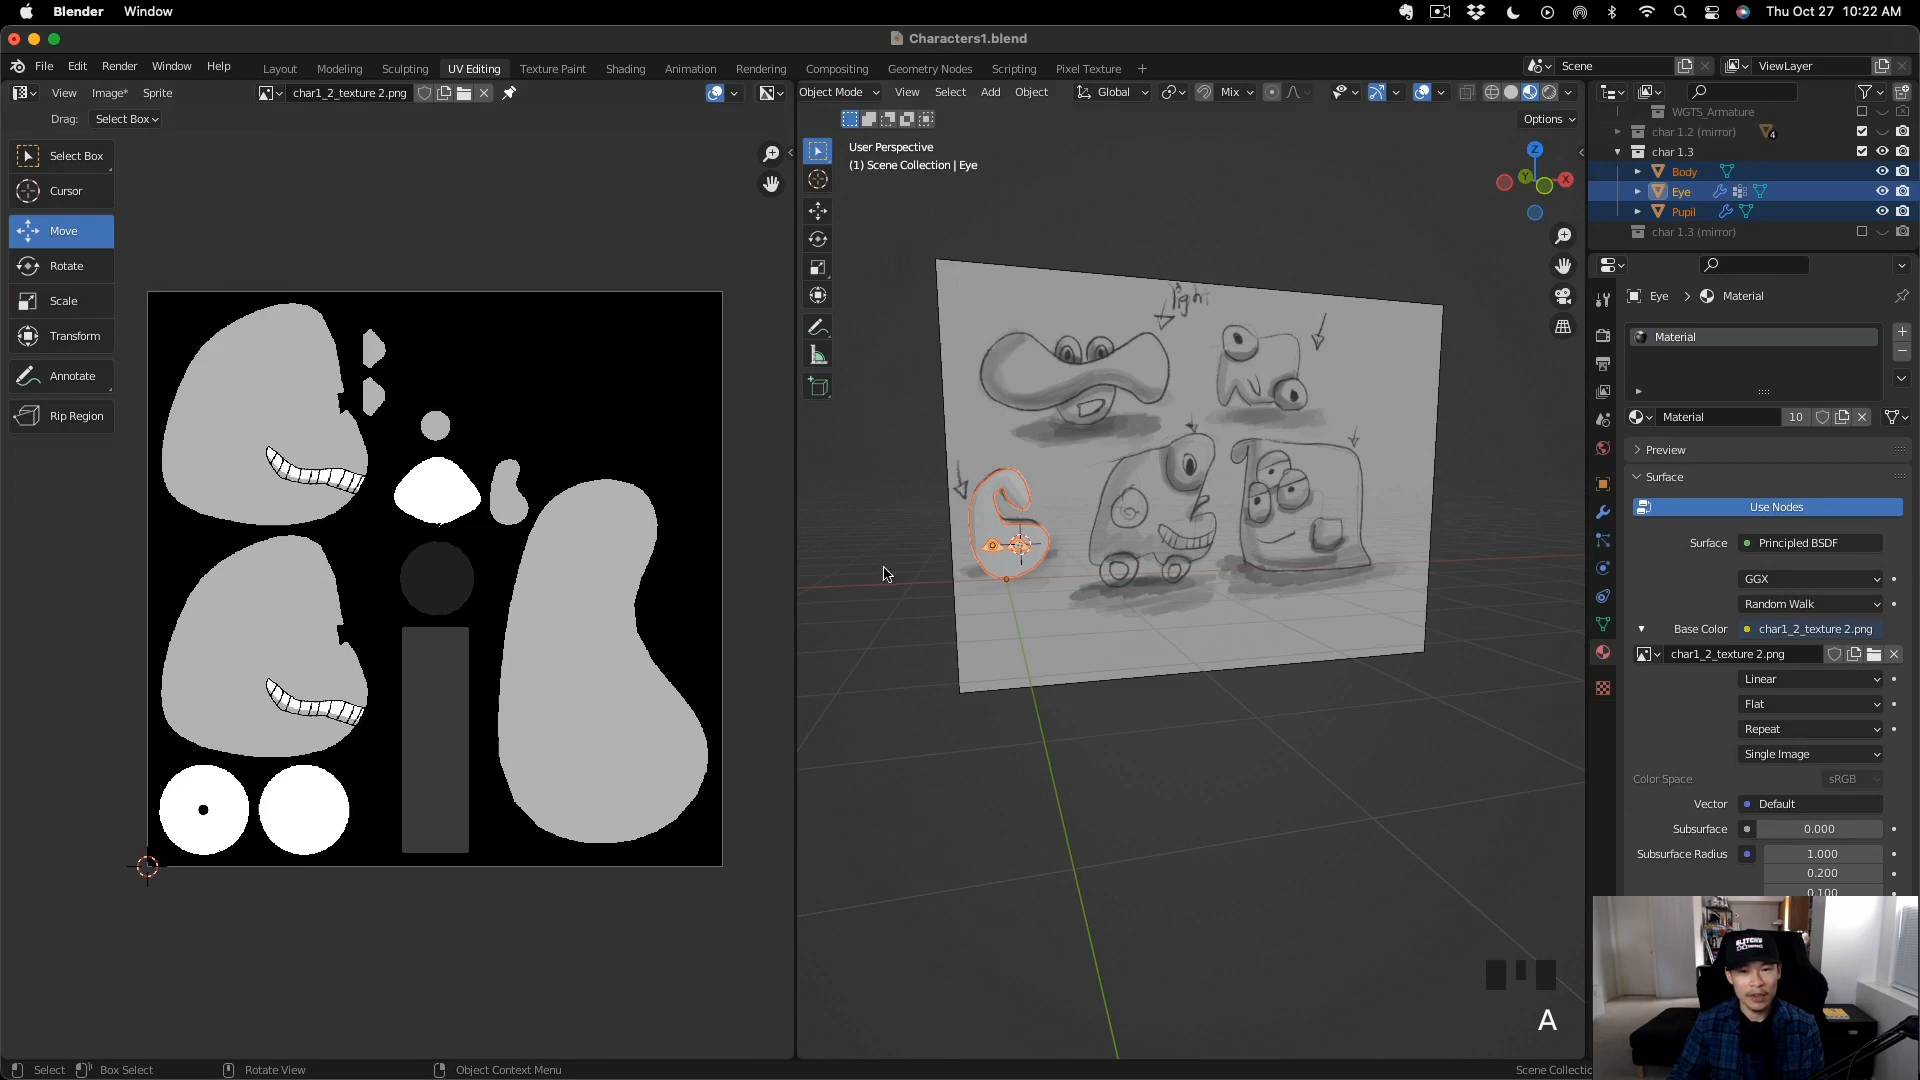 Blender Window Thu Oct 27 10:22 AM
Characters1.blend
File Edit Render Window Help Layout Modeling Sculpting UV Editing Texture Paint Shading Animation Rendering Compositing Geometry Nodes Scripting Pixel Texture + Scene ViewLayer
View Image* Sprite char1_2_texture 2.png Object Mode View Select Add Object Global Mix
Drag: Select Box Options
Select Box
Cursor
Move
Rotate
Scale
Transform
Annotate
Rip Region
User Perspective
(1) Scene Collection | Eye
Z
Y
X
light
WGTS_Armature
char 1.2 (mirror) 4
char 1.3
Body
Eye
Pupil
char 1.3 (mirror)
Eye > Material
Material
Material 10
Preview
Surface
Use Nodes
Surface Principled BSDF
GGX
Random Walk
Base Color char1_2_texture 2.png
char1_2_texture 2.png
Linear
Flat
Repeat
Single Image
Color Space sRGB
Vector Default
Subsurface 0.000
Subsurface Radius 1.000
0.200
0.100
A
Select Box Select Rotate View Object Context Menu Scene Collectio